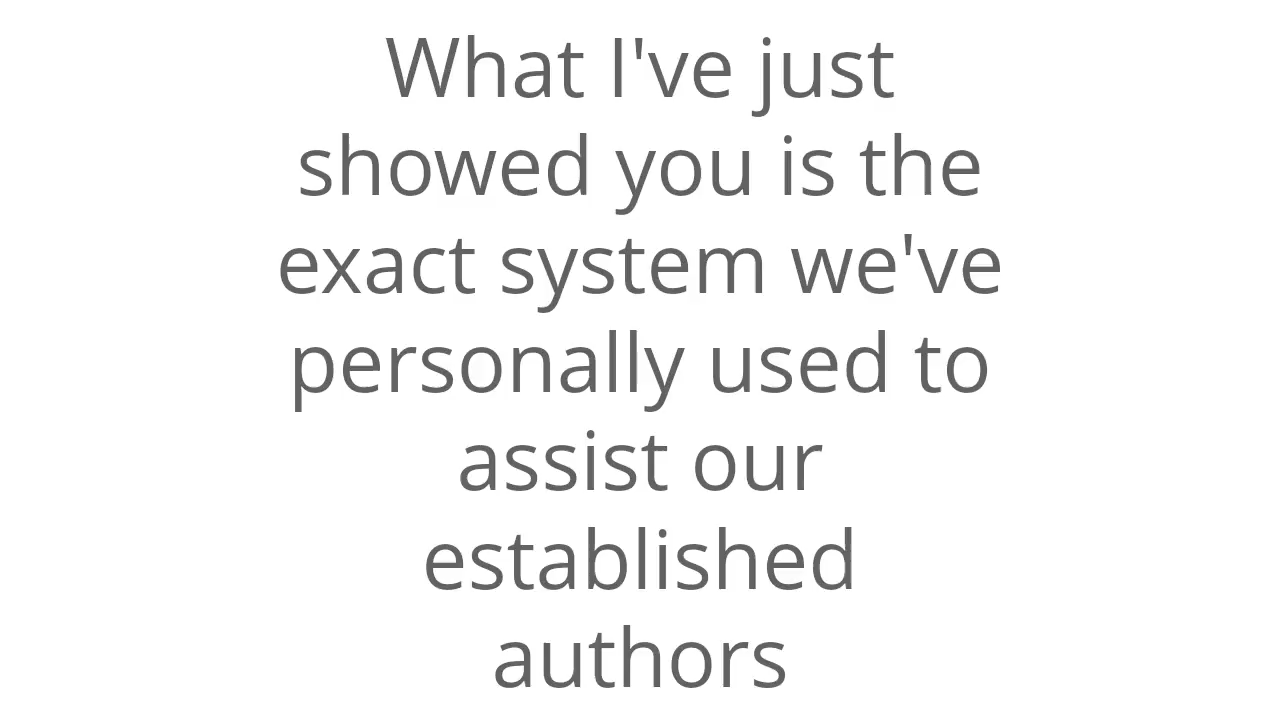 What I've just
showed you is the
exact system we've
personally used to
assist our
established
authors